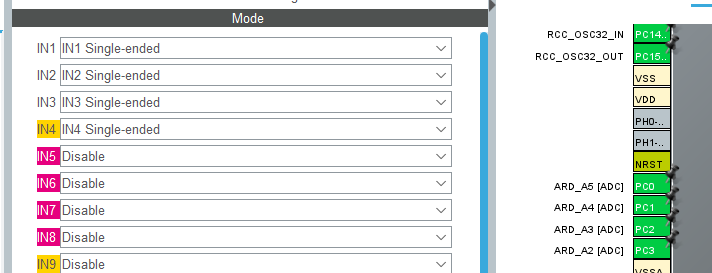 Mode
IN1 IN1 Single-ended
IN2 IN2 Single-ended
IN3 IN3 Single-ended
IN4 IN4 Single-ended
IN5 Disable
IN6 Disable
IN7 Disable
IN8 Disable
IN9 Disable
RCC_OSC32_IN PC14..
RCC_OSC32_OUT PC15..
VSS
VDD
PH0-..
PH1-..
NRST
ARD_A5 [ADC] PC0
ARD_A4 [ADC] PC1
ARD_A3 [ADC] PC2
ARD_A2 [ADC] PC3
VSSA